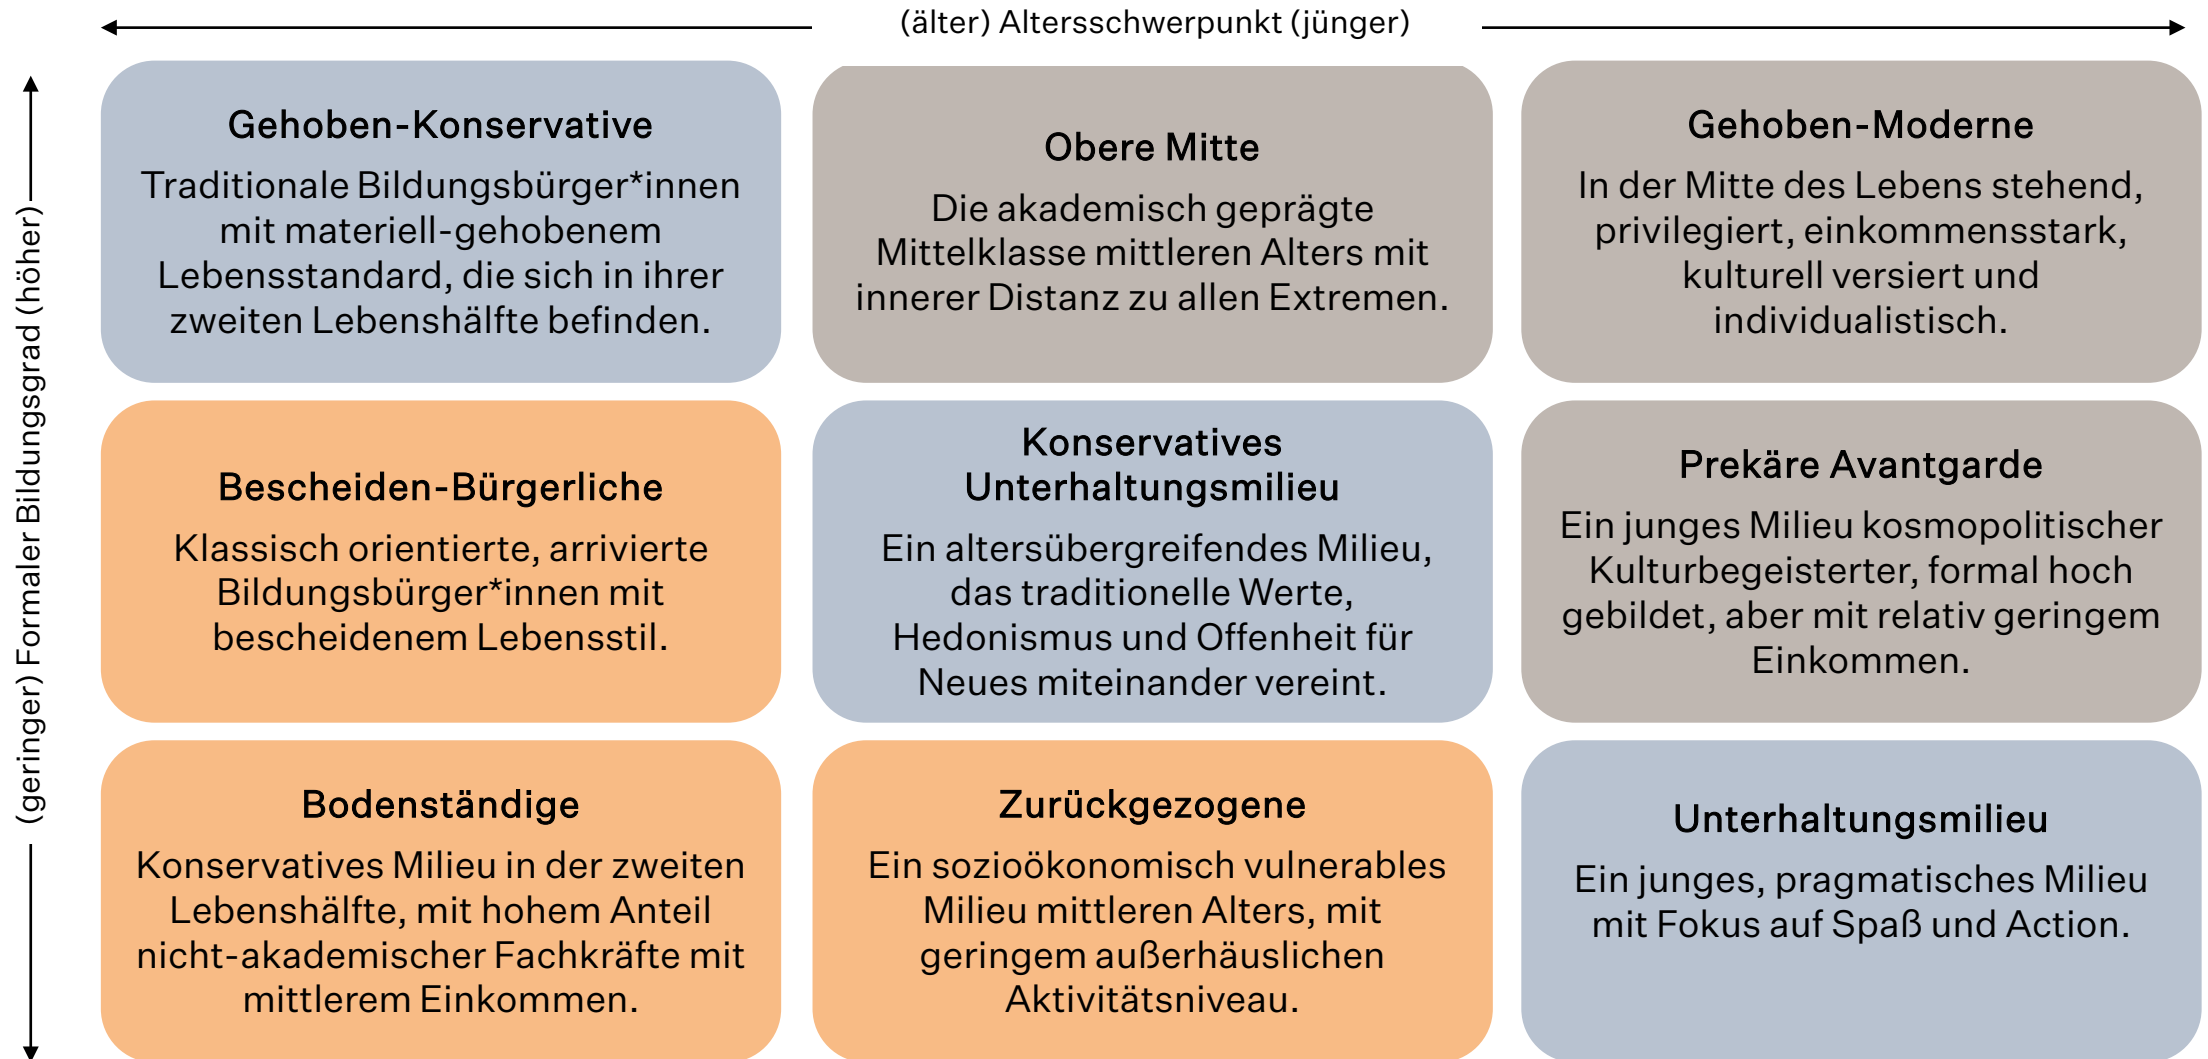 (älter) Altersschwerpunkt (jünger)
(geringer) Formaler Bildungsgrad (höher)
Gehoben-Konservative
Traditionale Bildungsbürger*innen
mit materiell-gehobenem
Lebensstandard, die sich in ihrer
zweiten Lebenshälfte befinden.
Obere Mitte
Die akademisch geprägte
Mittelklasse mittleren Alters mit
innerer Distanz zu allen Extremen.
Gehoben-Moderne
In der Mitte des Lebens stehend,
privilegiert, einkommensstark,
kulturell versiert und
individualistisch.
Bescheiden-Bürgerliche
Klassisch orientierte, arrivierte
Bildungsbürger*innen mit
bescheidenem Lebensstil.
Konservatives
Unterhaltungsmilieu
Ein altersübergreifendes Milieu,
das traditionelle Werte,
Hedonismus und Offenheit für
Neues miteinander vereint.
Prekäre Avantgarde
Ein junges Milieu kosmopolitischer
Kulturbegeisterter, formal hoch
gebildet, aber mit relativ geringem
Einkommen.
Bodenständige
Konservatives Milieu in der zweiten
Lebenshälfte, mit hohem Anteil
nicht-akademischer Fachkräfte mit
mittlerem Einkommen.
Zurückgezogene
Ein sozioökonomisch vulnerables
Milieu mittleren Alters, mit
geringem außerhäuslichen
Aktivitätsniveau.
Unterhaltungsmilieu
Ein junges, pragmatisches Milieu
mit Fokus auf Spaß und Action.